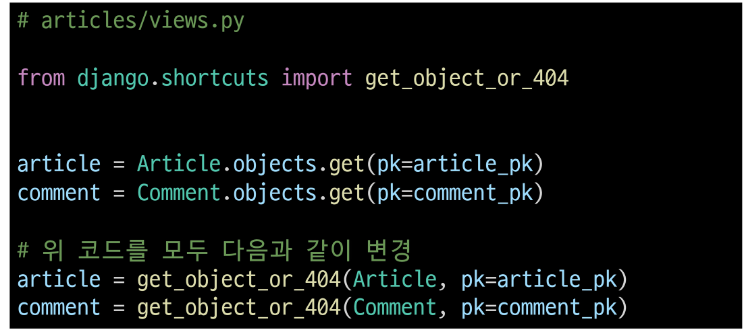 # articles/views.py
from django.shortcuts import get_object_or_404
article = Article.objects.get(pk=article_pk)
comment = Comment.objects.get(pk=comment_pk)
# 위 코드를 모두 다음과 같이 변경
article = get_object_or_404(Article, pk=article_pk)
comment = get_object_or_404(Comment, pk=comment_pk)